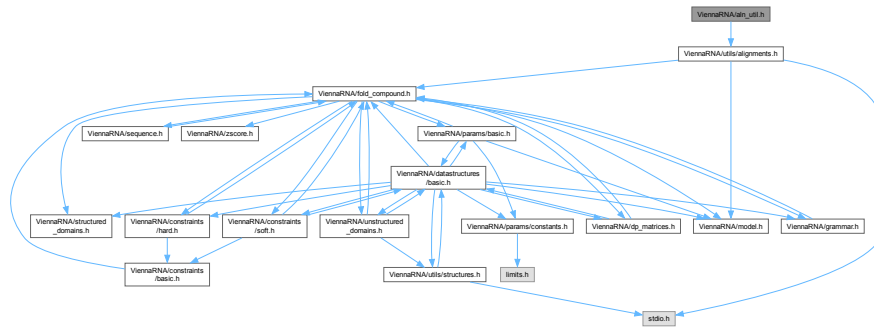 ViennaRNA/aln_util.h
ViennaRNA/utils/alignments.h
ViennaRNA/fold_compound.h
ViennaRNA/sequence.h
ViennaRNA/zscore.h
ViennaRNA/params/basic.h
ViennaRNA/datastructures
/basic.h
ViennaRNA/structured
_domains.h
ViennaRNA/constraints
/hard.h
ViennaRNA/constraints
/soft.h
ViennaRNA/unstructured
_domains.h
ViennaRNA/params/constants.h
ViennaRNA/dp_matrices.h
ViennaRNA/model.h
ViennaRNA/grammar.h
ViennaRNA/constraints
/basic.h
ViennaRNA/utils/structures.h
limits.h
stdio.h